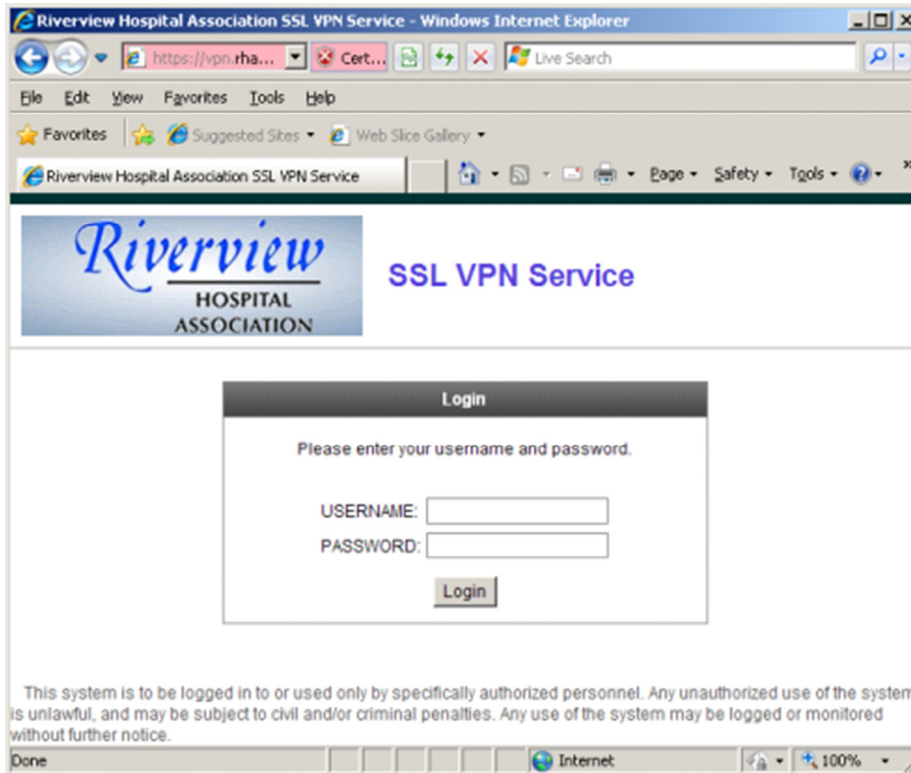 Riverview Hospital Association SSL VPN Service - Windows Internet Explorer
https://vpn.rha... Cert... Live Search
File Edit View Favorites Tools Help
Favorites Suggested Sites Web Slice Gallery
Riverview Hospital Association SSL VPN Service Page Safety Tools »
Riverview
HOSPITAL
ASSOCIATION
SSL VPN Service
Login
Please enter your username and password.
USERNAME:
PASSWORD:
Login
This system is to be logged in to or used only by specifically authorized personnel. Any unauthorized use of the system
is unlawful, and may be subject to civil and/or criminal penalties. Any use of the system may be logged or monitored
without further notice.
Done Internet 100%